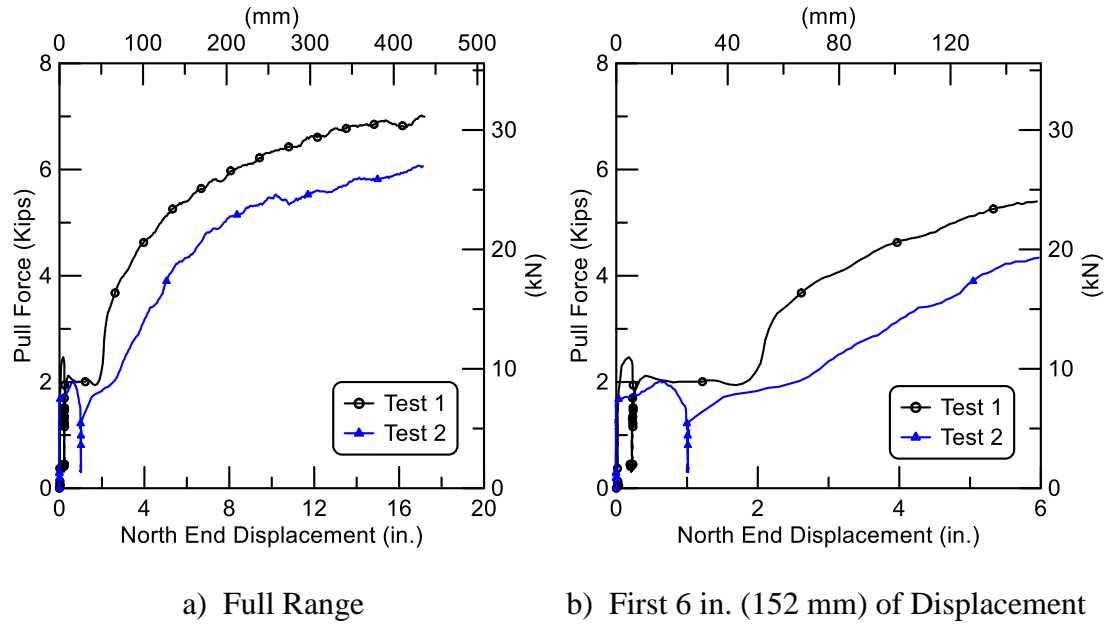 (mm)
0 100 200 300 400 500
8
6
4
2
0
Pull Force (Kips)
30
20
10
0
(kN)
Test 1
Test 2
0 4 8 12 16 20
North End Displacement (in.)
a) Full Range
(mm)
0 40 80 120
8
6
4
2
0
Pull Force (Kips)
30
20
10
0
(kN)
Test 1
Test 2
0 2 4 6
North End Displacement (in.)
b) First 6 in. (152 mm) of Displacement